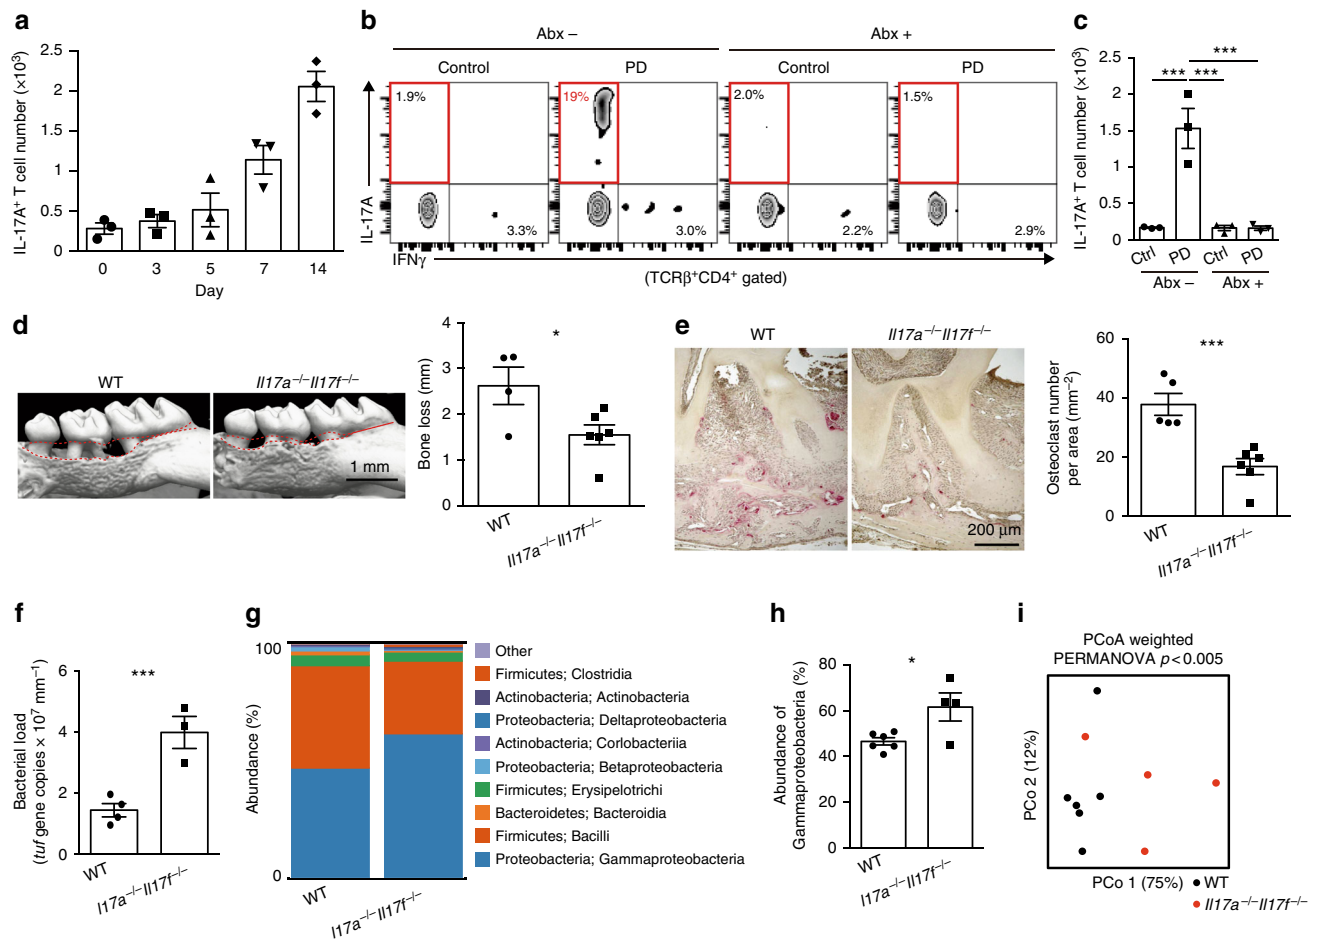 a
IL-17A⁺ T cell number (×10³)
2.5
2
1.5
1
0.5
0
0 3 5 7 14
Day
b
Abx – Abx +
Control PD Control PD
1.9% 19% 2.0% 1.5%
3.3% 3.0% 2.2% 2.9%
IL-17A
IFNγ
(TCRβ⁺CD4⁺ gated)
c
IL-17A⁺ T cell number (×10³)
2.5
2
1.5
1
0.5
0
***
*** ***
Ctrl PD Ctrl PD
Abx – Abx +
d
WT Il17a⁻/⁻Il17f⁻/⁻
1 mm
Bone loss (mm)
4
3
2
1
0
*
WT Il17a⁻/⁻Il17f⁻/⁻
e
WT Il17a⁻/⁻Il17f⁻/⁻
200 μm
Osteoclast number
per area (mm⁻²)
60
40
20
0
***
WT Il17a⁻/⁻Il17f⁻/⁻
f
Bacterial load
(tuf gene copies × 10⁷ mm⁻¹)
6
4
2
0
***
WT l17a⁻/⁻Il17f⁻/⁻
g
Abundance (%)
100
0
WT l17a⁻/⁻Il17f⁻/⁻
Other
Firmicutes; Clostridia
Actinobacteria; Actinobacteria
Proteobacteria; Deltaproteobacteria
Actinobacteria; Corlobacteriia
Proteobacteria; Betaproteobacteria
Firmicutes; Erysipelotrichi
Bacteroidetes; Bacteroidia
Firmicutes; Bacilli
Proteobacteria; Gammaproteobacteria
h
Abundance of
Gammaproteobacteria (%)
80
60
40
20
0
*
WT l17a⁻/⁻Il17f⁻/⁻
i
PCoA weighted
PERMANOVA p<0.005
PCo 2 (12%)
PCo 1 (75%)
WT
Il17a⁻/⁻Il17f⁻/⁻